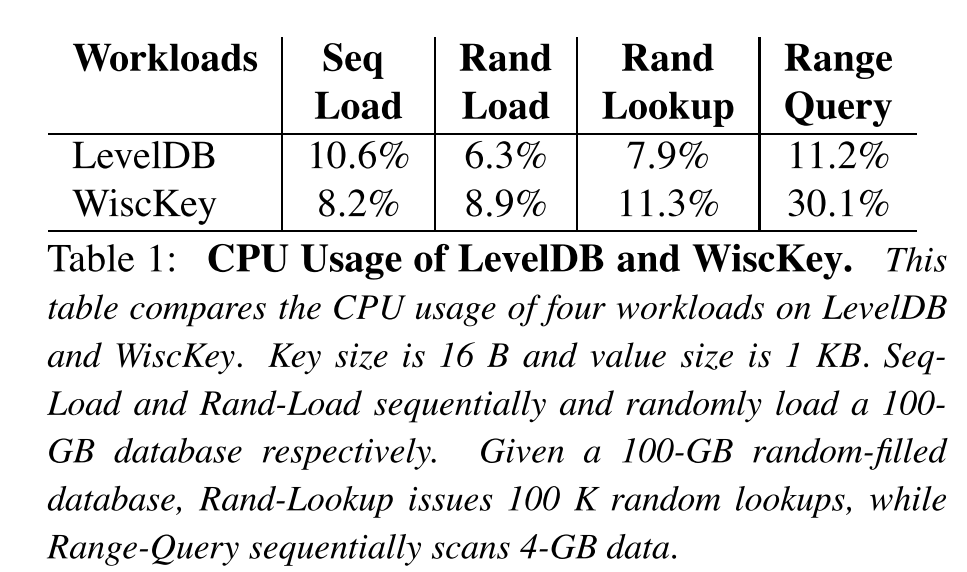 Workloads Seq Rand Rand Range
Load Load Lookup Query
LevelDB 10.6% 6.3% 7.9% 11.2%
WiscKey 8.2% 8.9% 11.3% 30.1%
Table 1: CPU Usage of LevelDB and WiscKey. This
table compares the CPU usage of four workloads on LevelDB
and WiscKey. Key size is 16 B and value size is 1 KB. Seq-
Load and Rand-Load sequentially and randomly load a 100-
GB database respectively. Given a 100-GB random-filled
database, Rand-Lookup issues 100 K random lookups, while
Range-Query sequentially scans 4-GB data.